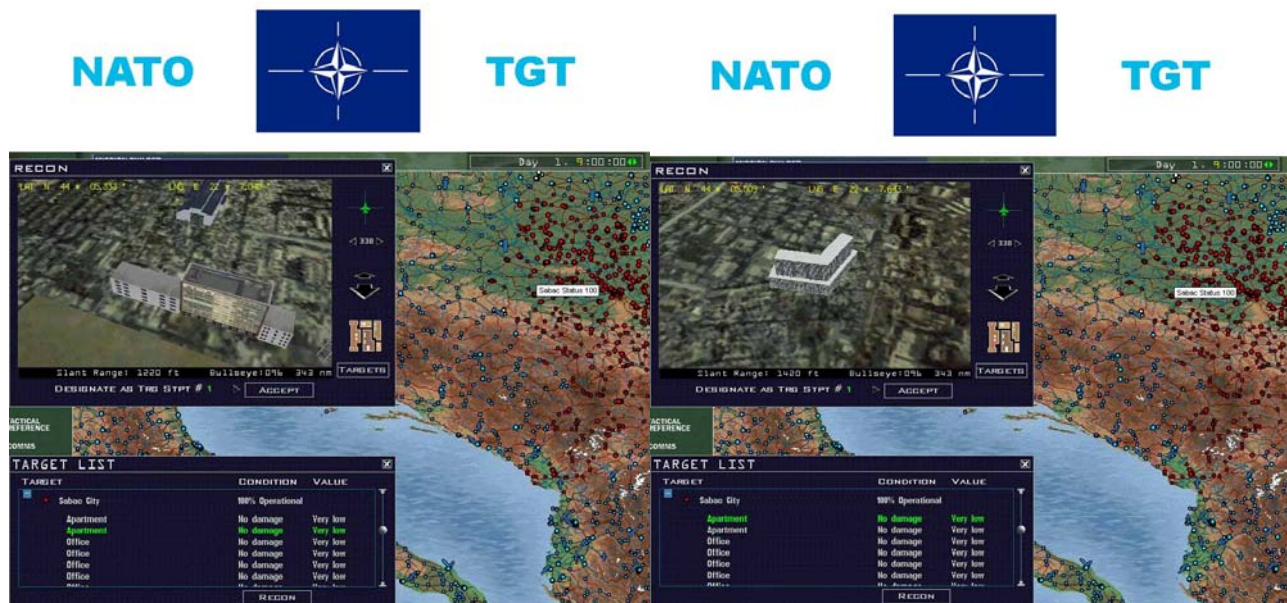 NATO TGT
NATO TGT
RECON
Day 1. 9:00:00
338
Sabac Status 100
Slant Range: 1220 ft Bullseye:096 343 nm
TARGETS
DESIGNATE AS TRG STPT # 1 ACCEPT
TACTICAL
REFERENCE
COMMS
TARGET LIST
TARGET CONDITION VALUE
Sabac City 100% Operational
Apartment No damage Very low
Apartment No damage Very low
Office No damage Very low
Office No damage Very low
Office No damage Very low
Office No damage Very low
RECON
RECON
Day 1. 9:00:00
338
Sabac Status 100
Slant Range: 1420 ft Bullseye:096 343 nm
TARGETS
DESIGNATE AS TRG STPT # 1 ACCEPT
TARGET LIST
TARGET CONDITION VALUE
Sabac City 100% Operational
Apartment No damage Very low
Apartment No damage Very low
Office No damage Very low
Office No damage Very low
Office No damage Very low
Office No damage Very low
RECON